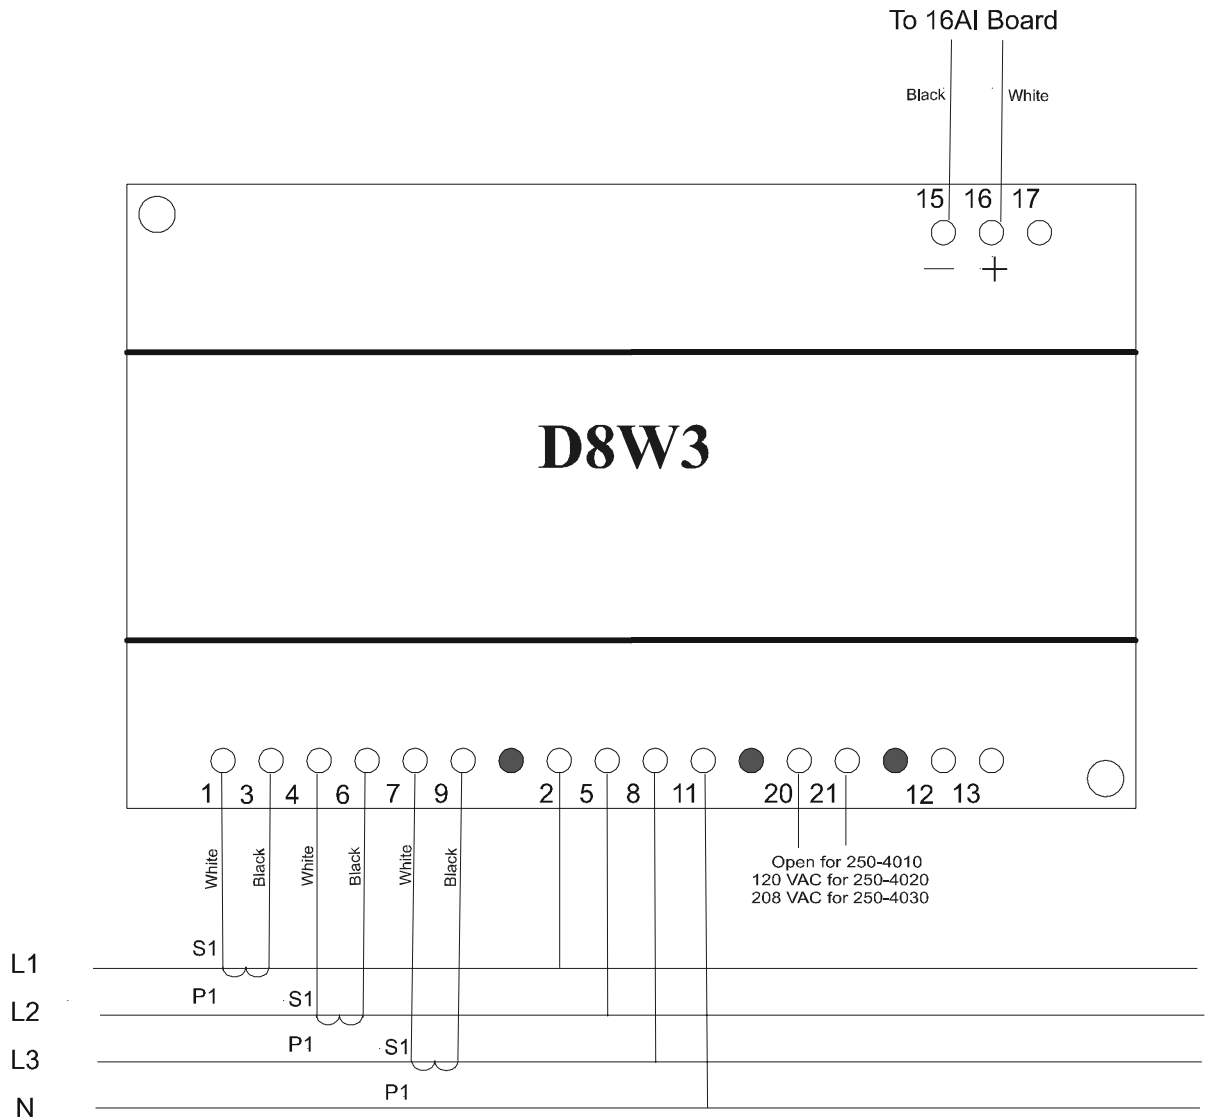 To 16AI Board
Black White
15 16 17
— +
D8W3
1 3 4 6 7 9 2 5 8 11 20 21 12 13
White Black White Black White Black
Open for 250-4010
120 VAC for 250-4020
208 VAC for 250-4030
S1
L1
P1
S1
L2
P1
S1
L3
P1
N